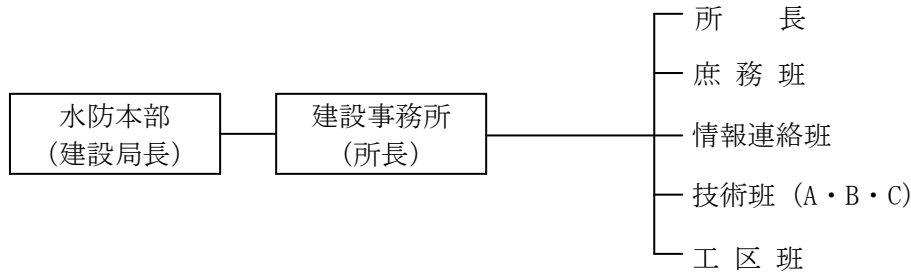 水防本部
(建設局長)
建設事務所
(所長)
所　　長
庶 務 班
情報連絡班
技術班 (A・B・C)
工 区 班